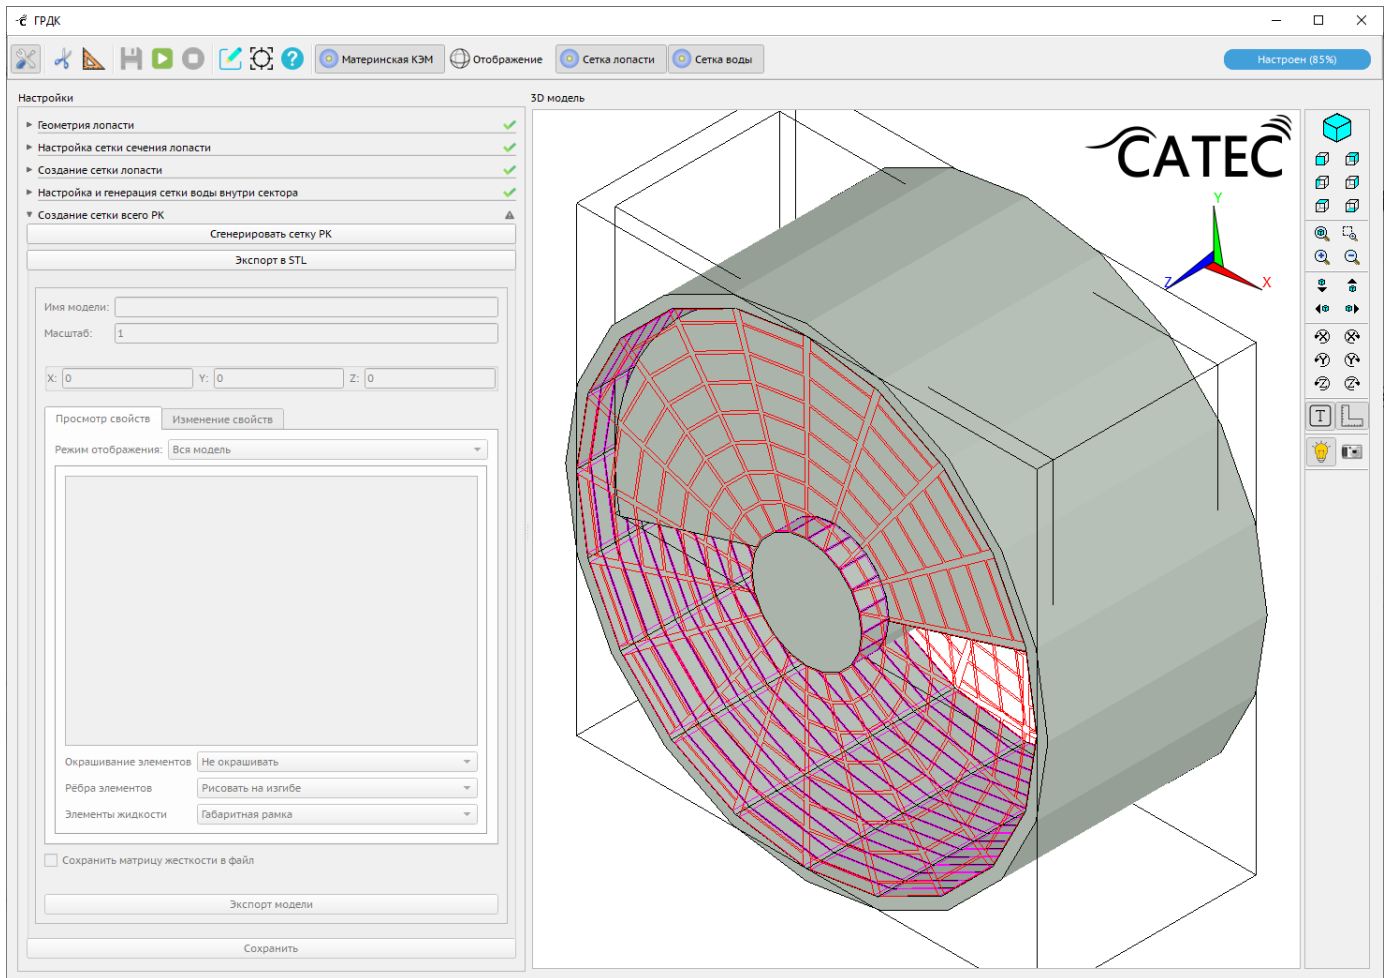 ГРДК
Материнская КЭМ
Отображение
Сетка лопасти
Сетка воды
Настроен (85%)
Настройки
Геометрия лопасти
Настройка сетки сечения лопасти
Создание сетки лопасти
Настройка и генерация сетки воды внутри сектора
Создание сетки всего РК
Сгенерировать сетку РК
Экспорт в STL
Имя модели:
Масштаб: 1
X: 0 Y: 0 Z: 0
Просмотр свойств Изменение свойств
Режим отображения: Вся модель
Окрашивание элементов Не окрашивать
Рёбра элементов Рисовать на изгибе
Элементы жидкости Габаритная рамка
Сохранить матрицу жесткости в файл
Экспорт модели
Сохранить
3D модель
CATEC
Y
Z
X
X X
Y Y
Z Z
T